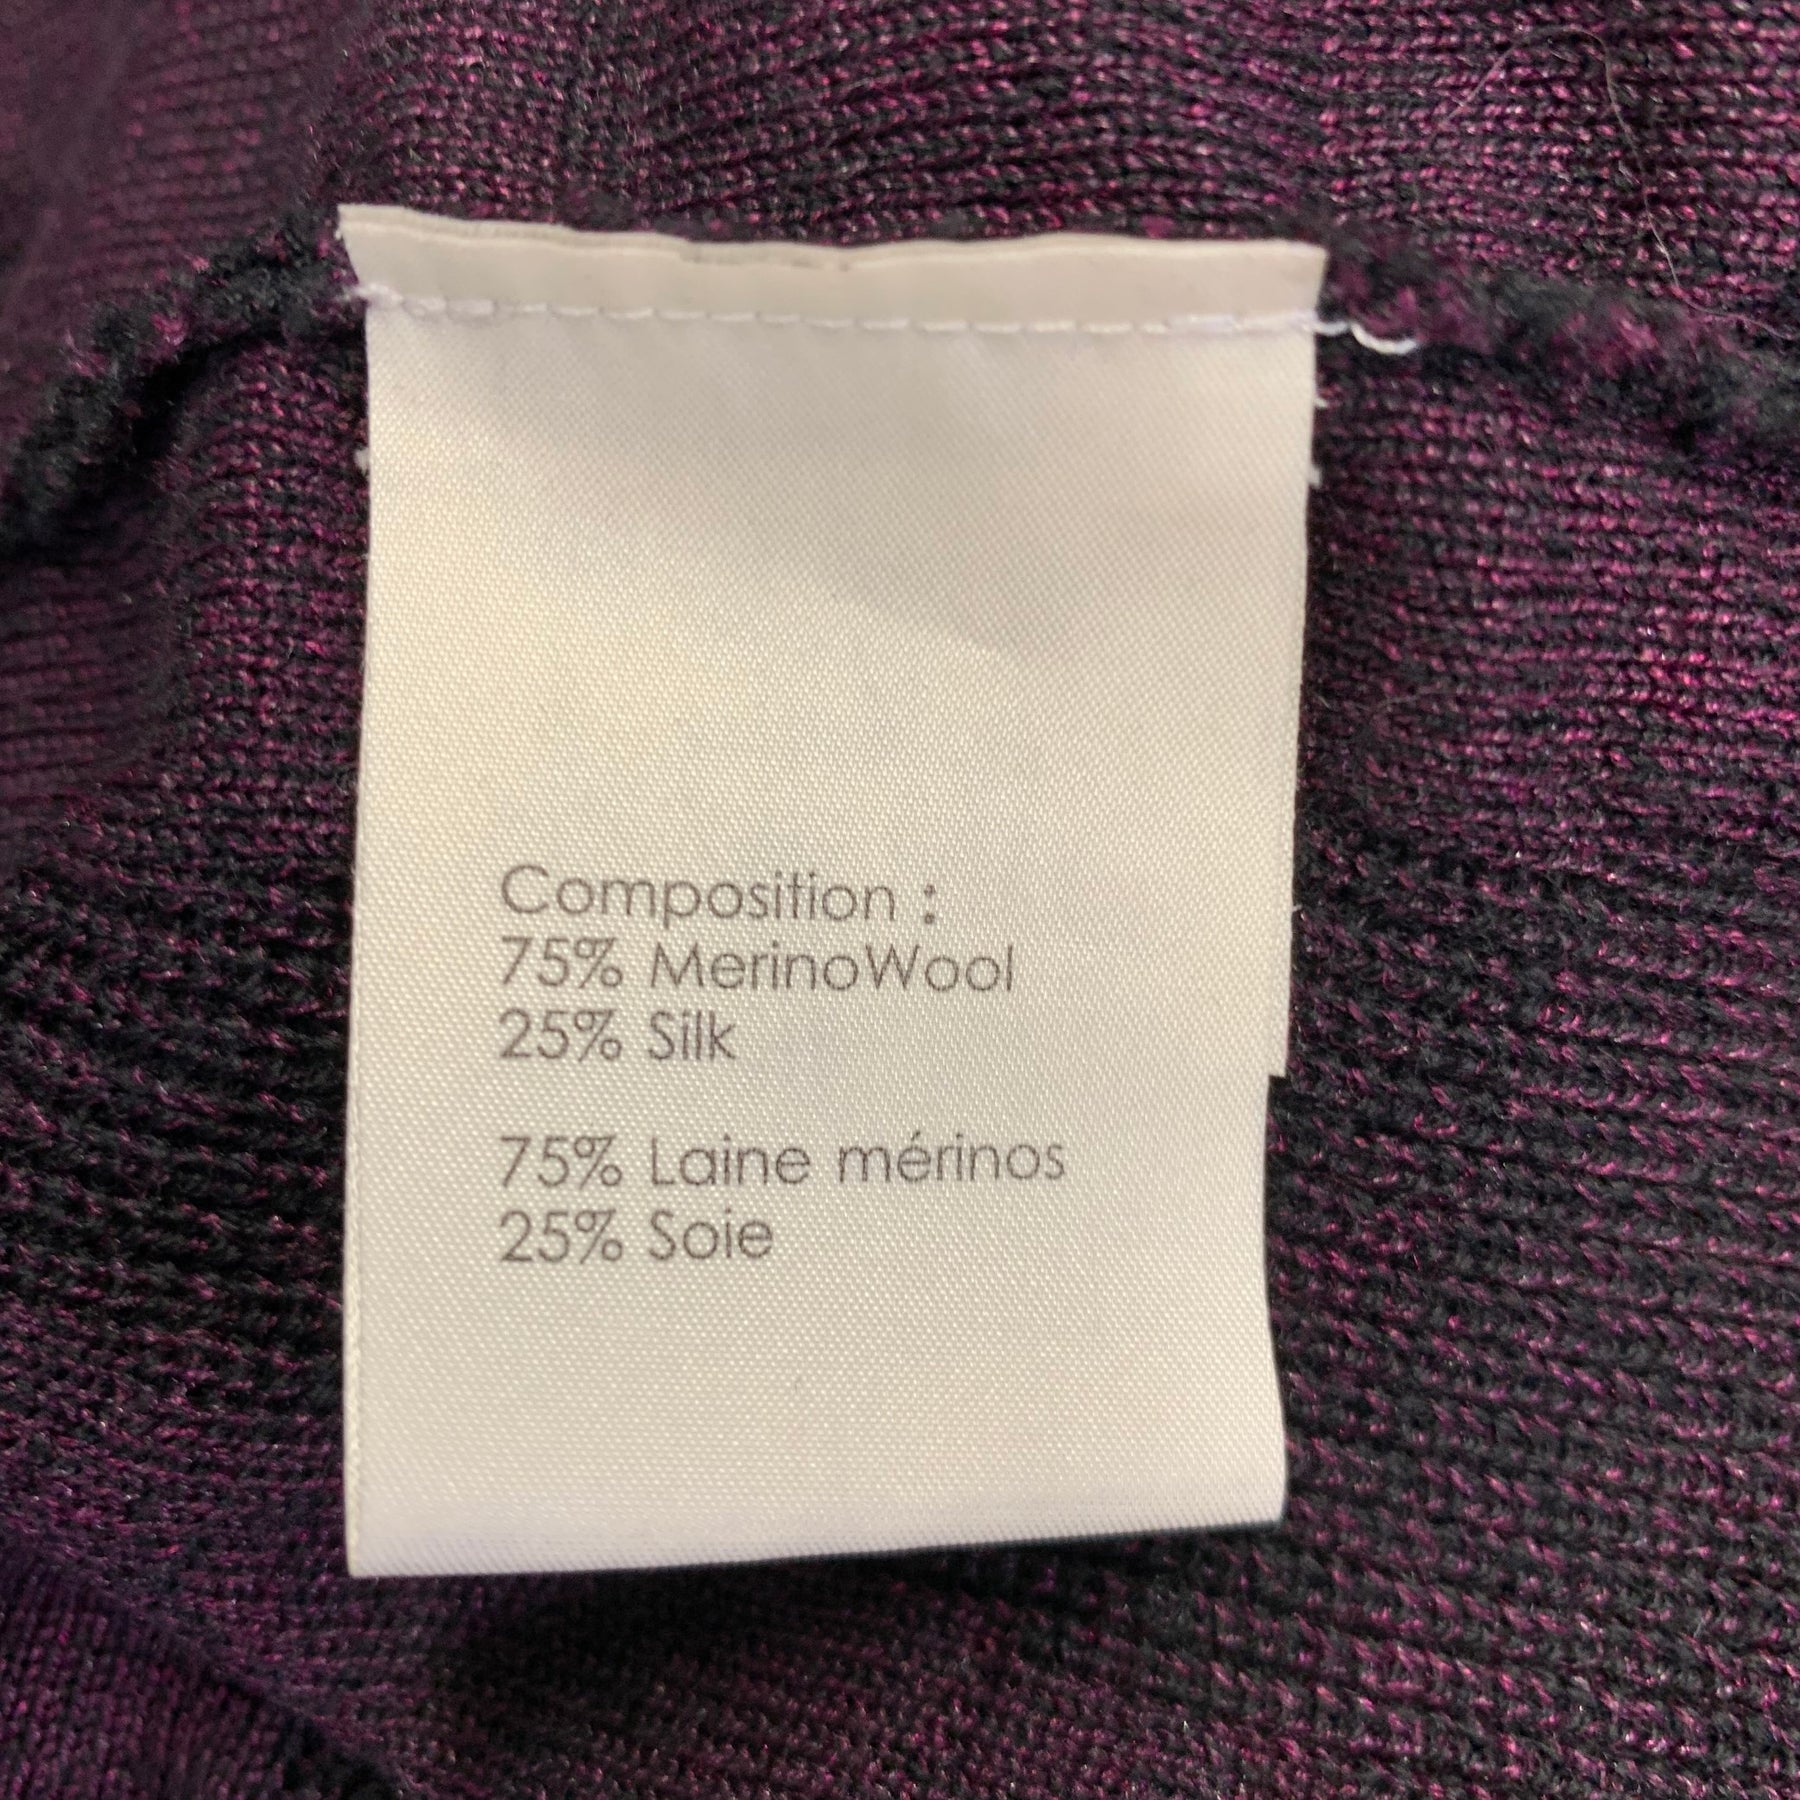 Composition :
75% MerinoWool
25% Silk
75% Laine mérinos
25% Soie